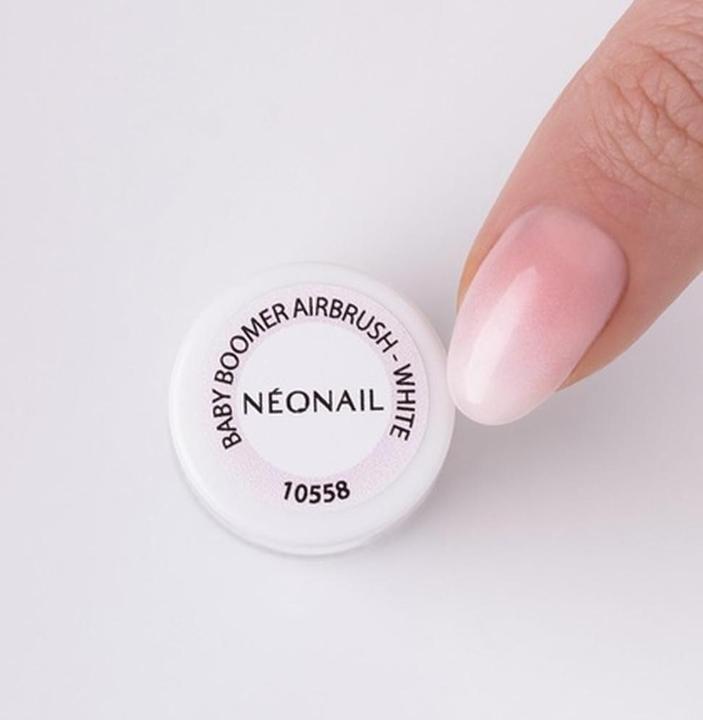 BABY BOOMER AIRBRUSH - WHITE
NÉONAIL
10558